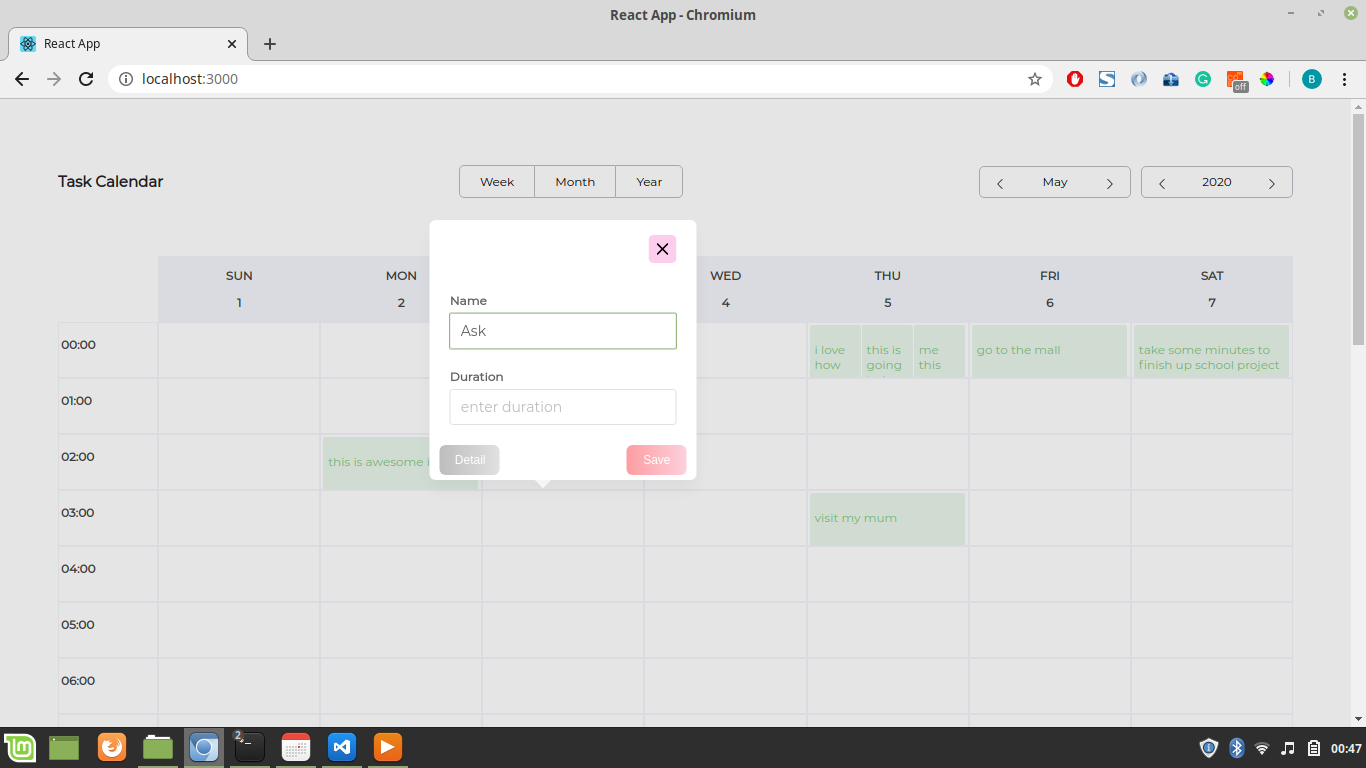 React App - Chromium
React App
localhost:3000
off
B
Task Calendar
Week Month Year
May
2020
SUN MON WED THU FRI SAT
1 2 4 5 6 7
Name
Ask
Duration
enter duration
Detail Save
00:00
i love how
this is going
me this
go to the mall
take some minutes to
finish up school project
01:00
02:00
this is awesome
03:00
visit my mum
04:00
05:00
06:00
2
00:47